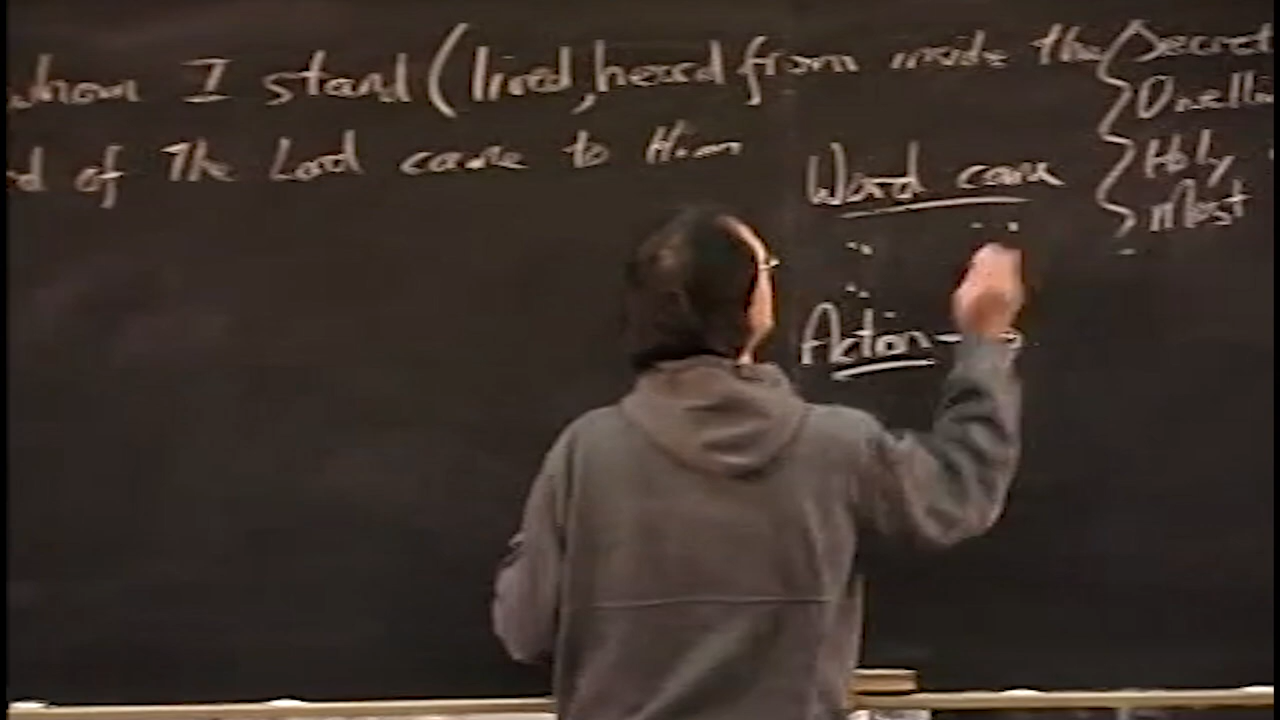 whom I stand (lived, heard from inside the { Secret
Dwelli
Holy
Most
d of The Lord came to Him
Word came
" "
"
Action -